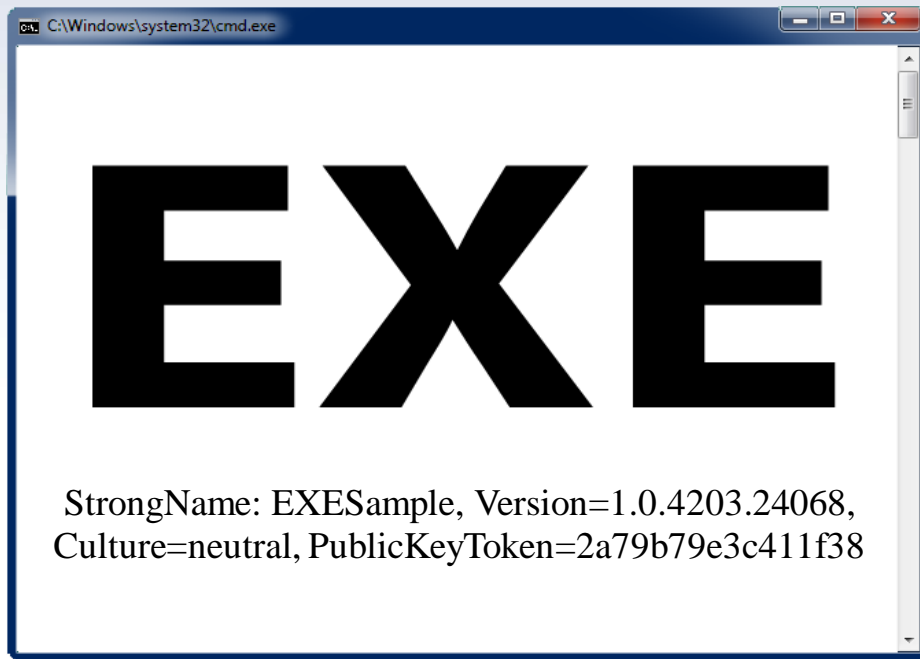 C:\Windows\system32\cmd.exe
EXE
StrongName: EXESample, Version=1.0.4203.24068,
Culture=neutral, PublicKeyToken=2a79b79e3c411f38